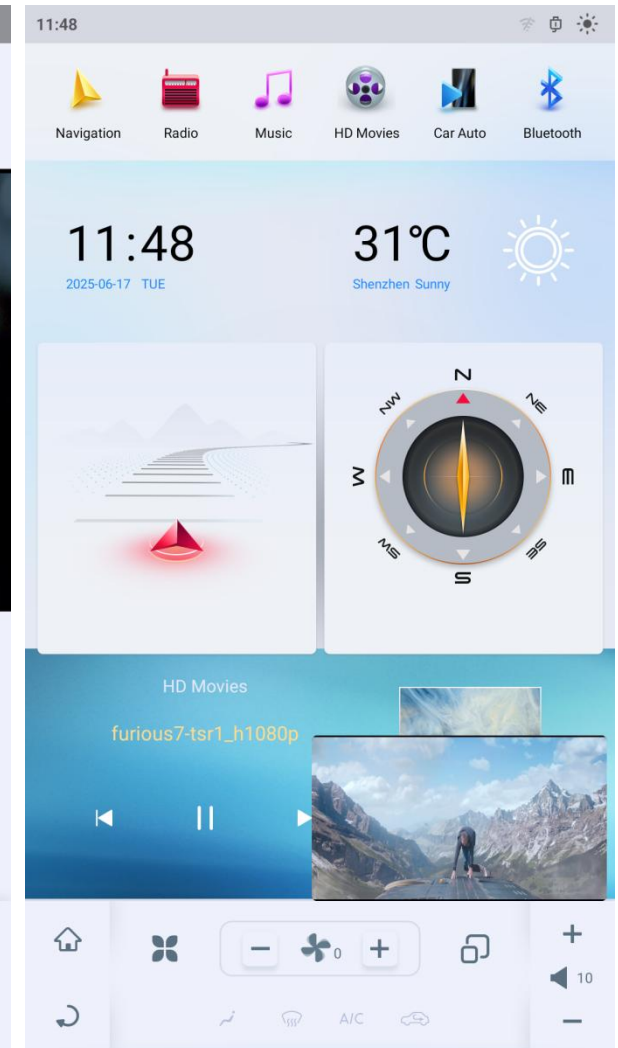 11:48
Navigation Radio Music HD Movies Car Auto Bluetooth
11:48 31℃
2025-06-17 TUE Shenzhen Sunny
N
NW NE
W E
SW SE
S
HD Movies
furious7-tsr1_h1080p
0
10
A/C